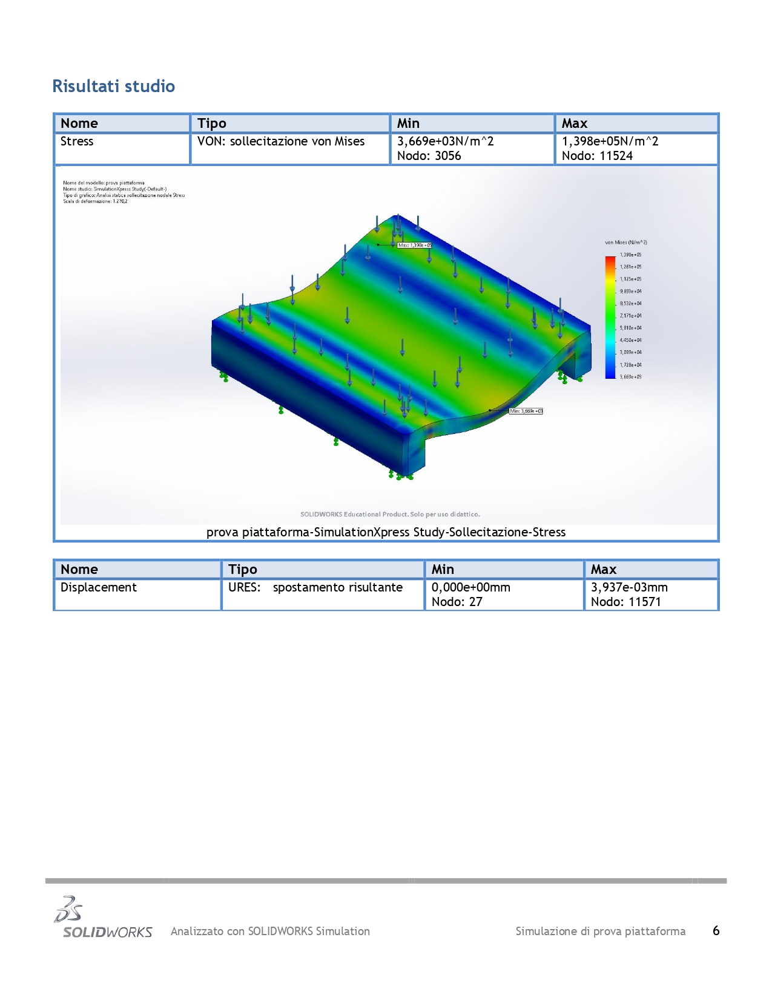 Risultati studio
Nome Tipo Min Max
Stress VON: sollecitazione von Mises 3,669e+03N/m^2 1,398e+05N/m^2
Nodo: 3056 Nodo: 11524
Nome del modello: prova piattaforma
Nome studio: SimulationXpress Study(-Default-)
Tipo di grafico: Analisi statica sollecitazione nodale Stress
Scala di deformazione: 1.270,2
Max: 1,398e+05
von Mises (N/m^2)
1,398e+05
1,261e+05
1,125e+05
9,893e+04
8,532e+04
7,171e+04
5,810e+04
4,450e+04
3,089e+04
1,728e+04
3,669e+03
Min: 3,669e+03
SOLIDWORKS Educational Product. Solo per uso didattico.
prova piattaforma-SimulationXpress Study-Sollecitazione-Stress
Nome Tipo Min Max
Displacement URES: spostamento risultante 0,000e+00mm 3,937e-03mm
Nodo: 27 Nodo: 11571
SOLIDWORKS Analizzato con SOLIDWORKS Simulation Simulazione di prova piattaforma 6